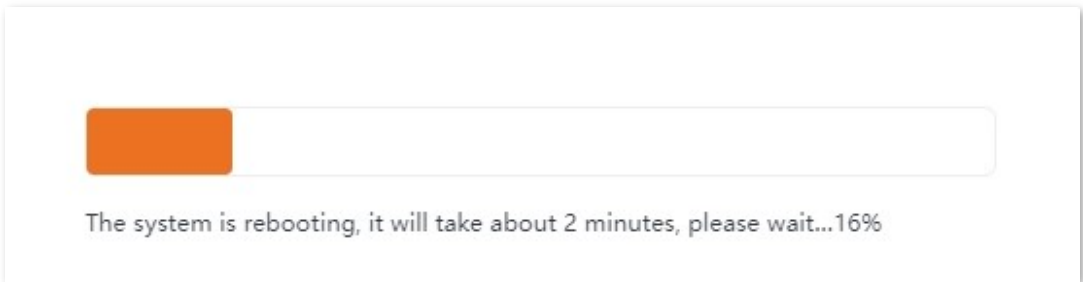 The system is rebooting, it will take about 2 minutes, please wait...16%